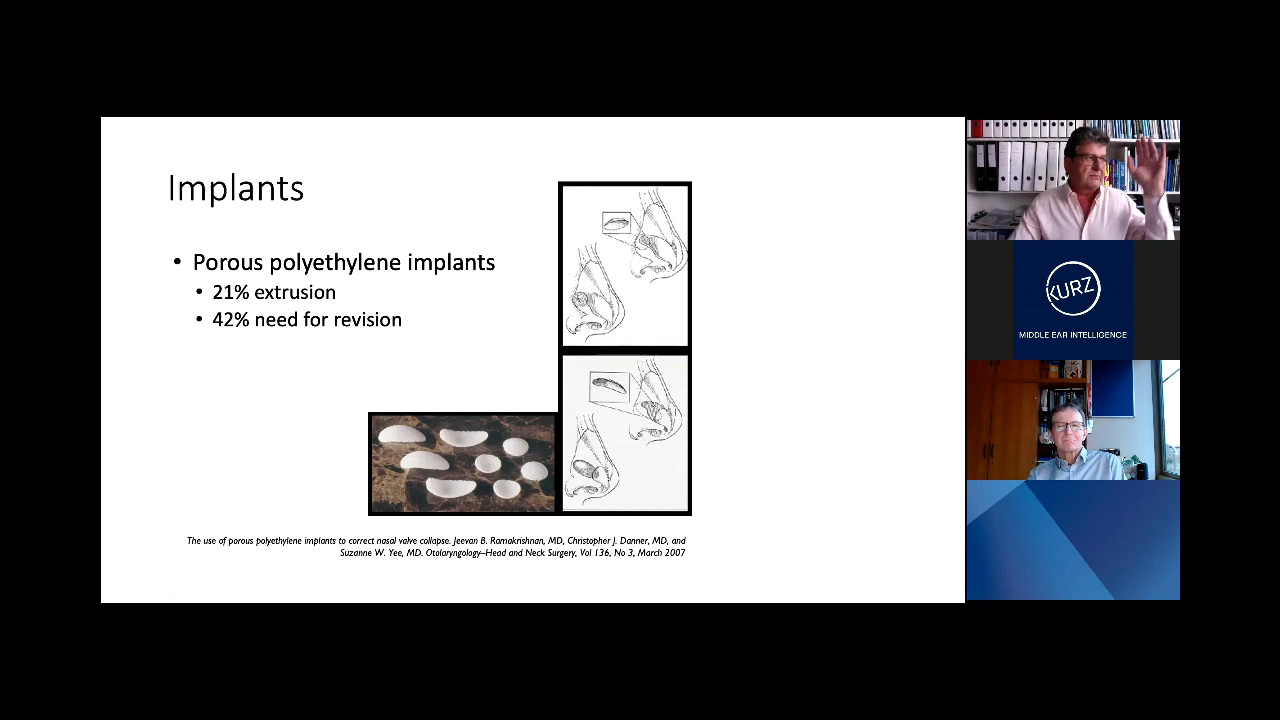 Implants
• Porous polyethylene implants
• 21% extrusion
• 42% need for revision
The use of porous polyethylene implants to correct nasal valve collapse. Jeevan B. Ramakrishnan, MD, Christopher J. Danner, MD, and
Suzanne W. Yee, MD. Otolaryngology–Head and Neck Surgery, Vol 136, No 3, March 2007
KURZ
MIDDLE EAR INTELLIGENCE